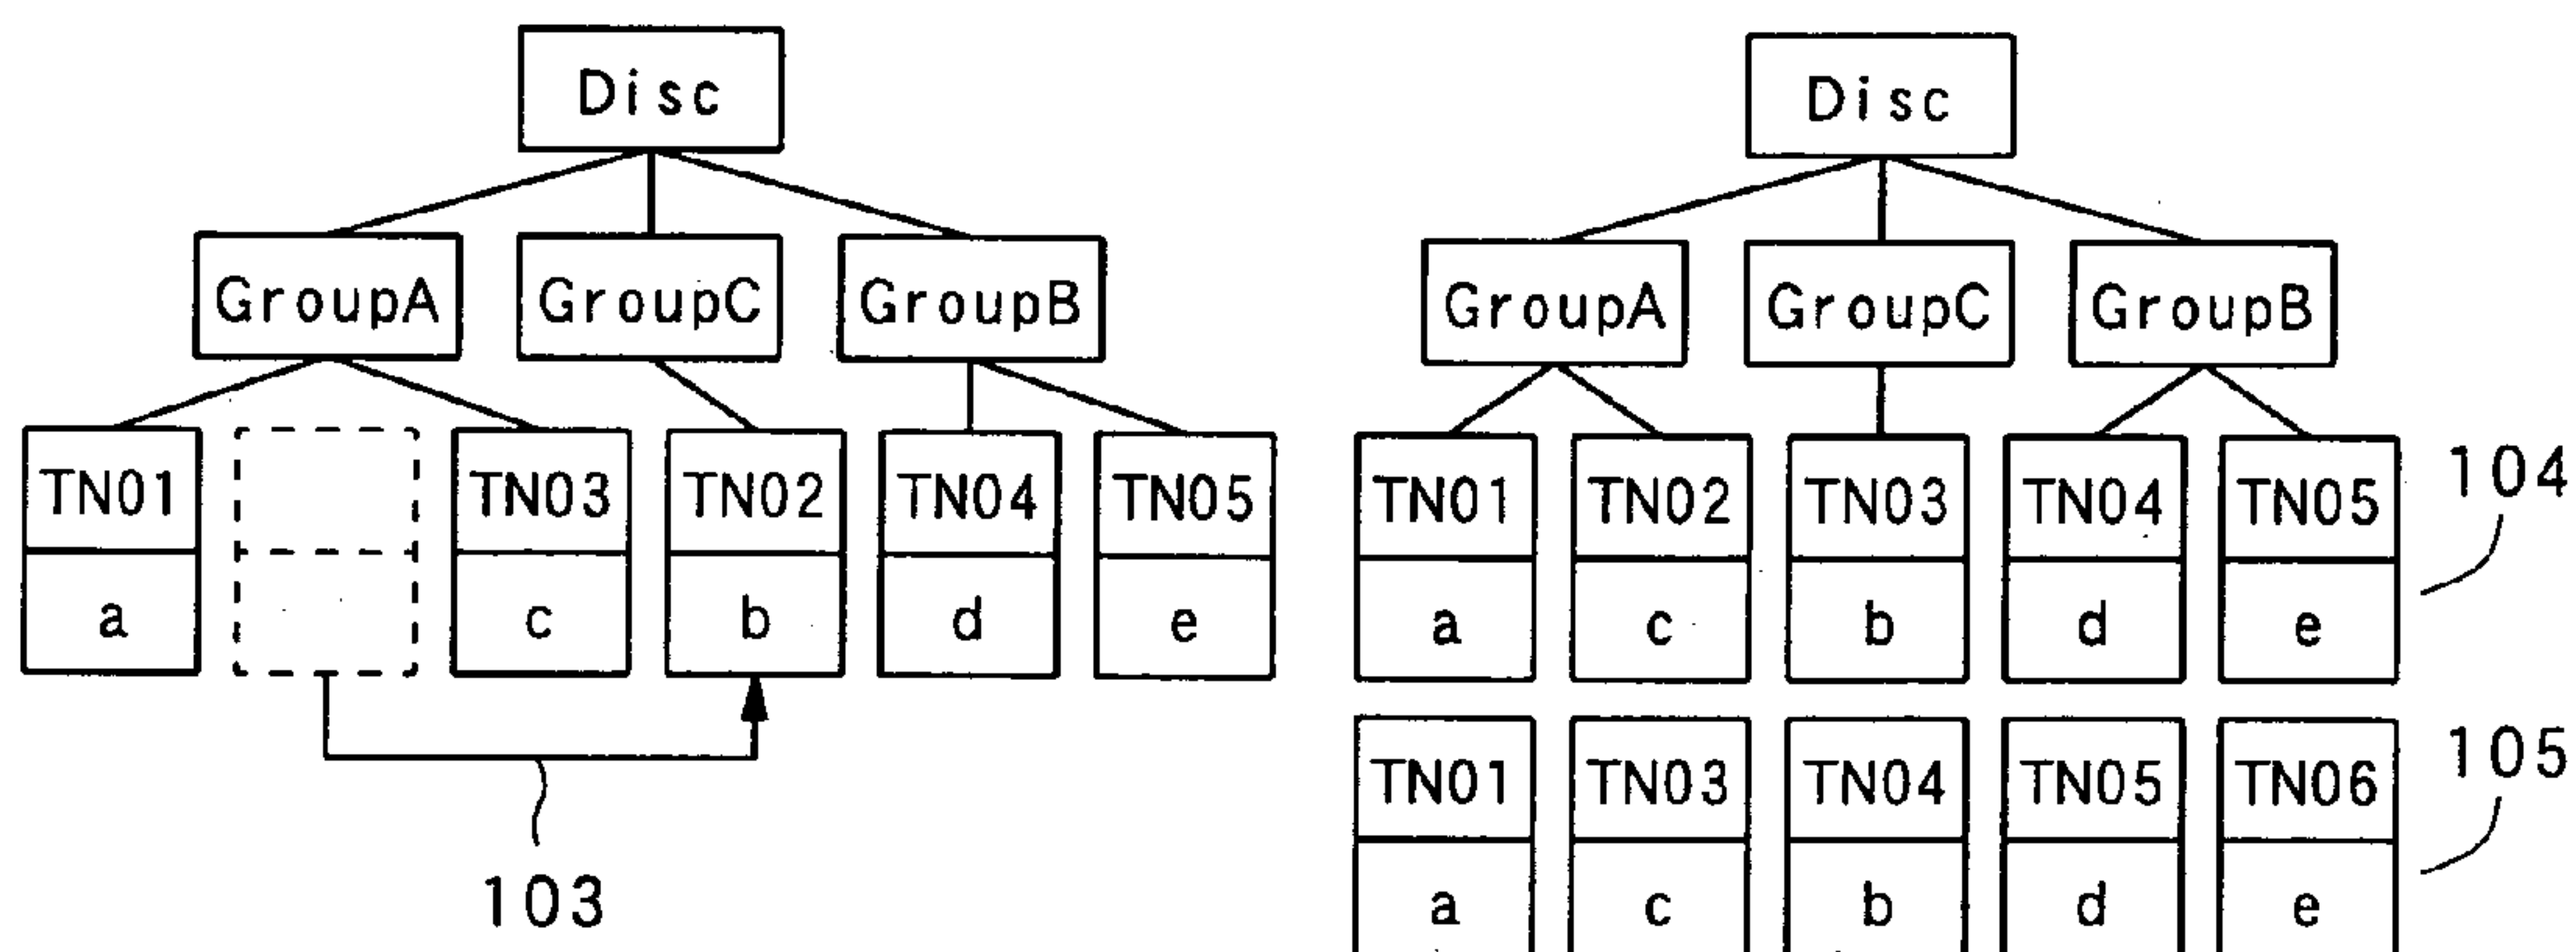 Disc
GroupA GroupC GroupB
TN01 TN03 TN02 TN04 TN05
a c b d e
103
Disc
GroupA GroupC GroupB
TN01 TN02 TN03 TN04 TN05
a c b d e
104
TN01 TN03 TN04 TN05 TN06
a c b d e
105